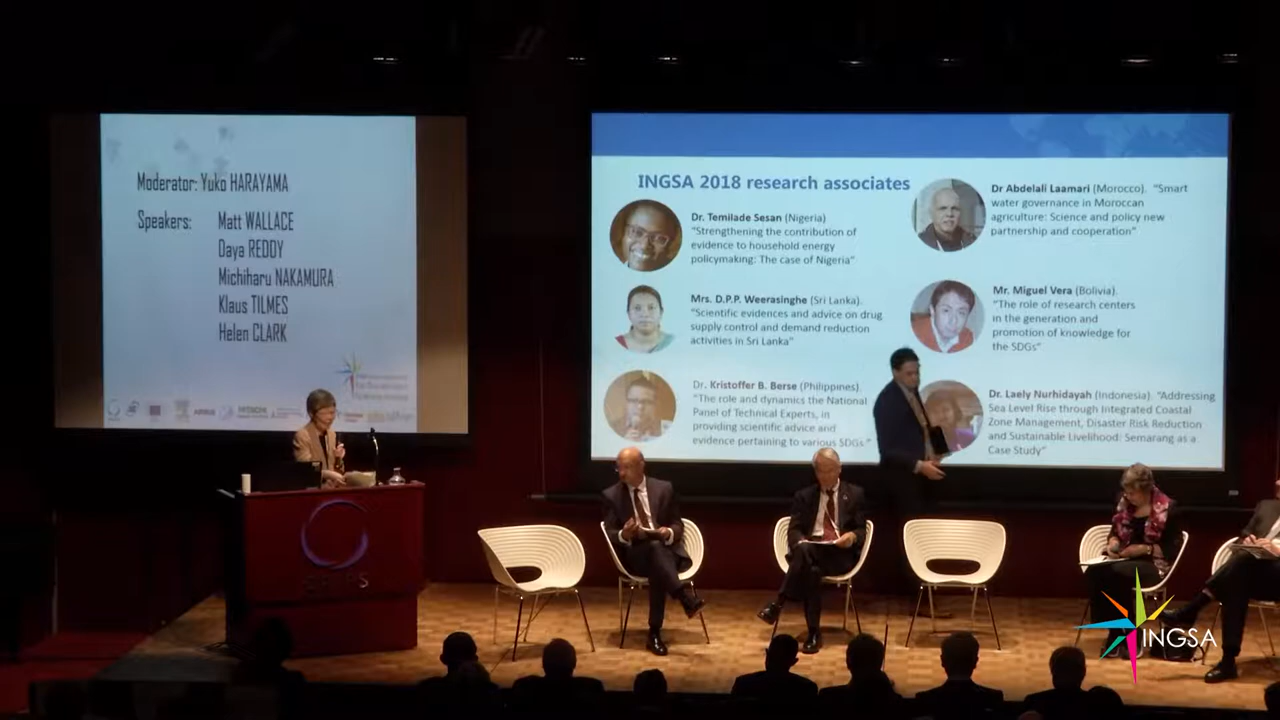 Moderator: Yuko HARAYAMA
Speakers: Matt WALLACE
Daya REDDY
Michiharu NAKAMURA
Klaus TILMES
Helen CLARK
INGSA 2018 research associates
Dr. Temilade Sesan (Nigeria)
"Strengthening the contribution of
evidence to household energy
policymaking: The case of Nigeria"
Mrs. D.P.P. Weerasinghe (Sri Lanka).
"Scientific evidences and advice on drug
supply control and demand reduction
activities in Sri Lanka"
Dr. Kristoffer B. Berse (Philippines).
"The role and dynamics the National
Panel of Technical Experts, in
providing scientific advice and
evidence pertaining to various SDGs."
Dr Abdelali Laamari (Morocco). "Smart
water governance in Moroccan
agriculture: Science and policy new
partnership and cooperation"
Mr. Miguel Vera (Bolivia).
"The role of research centers
in the generation and
promotion of knowledge for
the SDGs"
Dr. Laely Nurhidayah (Indonesia). "Addressing
Sea Level Rise through Integrated Coastal
Zone Management, Disaster Risk Reduction
and Sustainable Livelihood: Semarang as a
Case Study"
INGSA